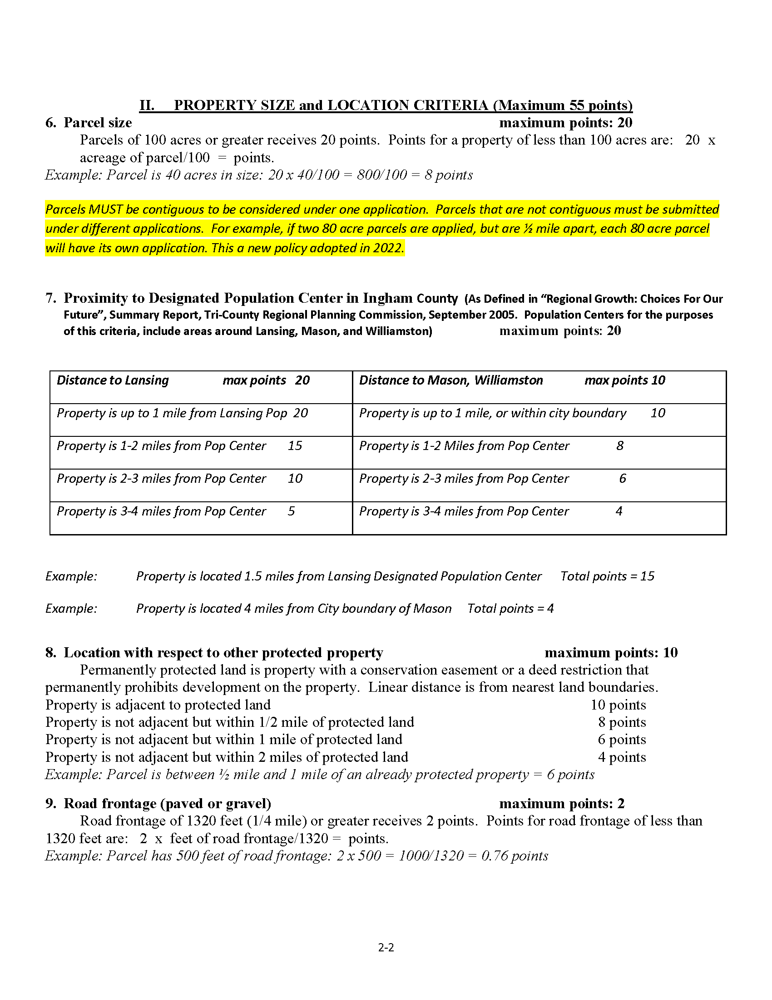 II. PROPERTY SIZE and LOCATION CRITERIA (Maximum 55 points)
6. Parcel size maximum points: 20
Parcels of 100 acres or greater receives 20 points. Points for a property of less than 100 acres are: 20 x
acreage of parcel/100 = points.
Example: Parcel is 40 acres in size: 20 x 40/100 = 800/100 = 8 points
Parcels MUST be contiguous to be considered under one application. Parcels that are not contiguous must be submitted
under different applications. For example, if two 80 acre parcels are applied, but are ½ mile apart, each 80 acre parcel
will have its own application. This a new policy adopted in 2022.
7. Proximity to Designated Population Center in Ingham County (As Defined in “Regional Growth: Choices For Our
Future”, Summary Report, Tri-County Regional Planning Commission, September 2005. Population Centers for the purposes
of this criteria, include areas around Lansing, Mason, and Williamston) maximum points: 20
Distance to Lansing max points 20 Distance to Mason, Williamston max points 10
Property is up to 1 mile from Lansing Pop 20 Property is up to 1 mile, or within city boundary 10
Property is 1-2 miles from Pop Center 15 Property is 1-2 Miles from Pop Center 8
Property is 2-3 miles from Pop Center 10 Property is 2-3 miles from Pop Center 6
Property is 3-4 miles from Pop Center 5 Property is 3-4 miles from Pop Center 4
Example: Property is located 1.5 miles from Lansing Designated Population Center Total points = 15
Example: Property is located 4 miles from City boundary of Mason Total points = 4
8. Location with respect to other protected property maximum points: 10
Permanently protected land is property with a conservation easement or a deed restriction that
permanently prohibits development on the property. Linear distance is from nearest land boundaries.
Property is adjacent to protected land 10 points
Property is not adjacent but within 1/2 mile of protected land 8 points
Property is not adjacent but within 1 mile of protected land 6 points
Property is not adjacent but within 2 miles of protected land 4 points
Example: Parcel is between ½ mile and 1 mile of an already protected property = 6 points
9. Road frontage (paved or gravel) maximum points: 2
Road frontage of 1320 feet (1/4 mile) or greater receives 2 points. Points for road frontage of less than
1320 feet are: 2 x feet of road frontage/1320 = points.
Example: Parcel has 500 feet of road frontage: 2 x 500 = 1000/1320 = 0.76 points
2-2